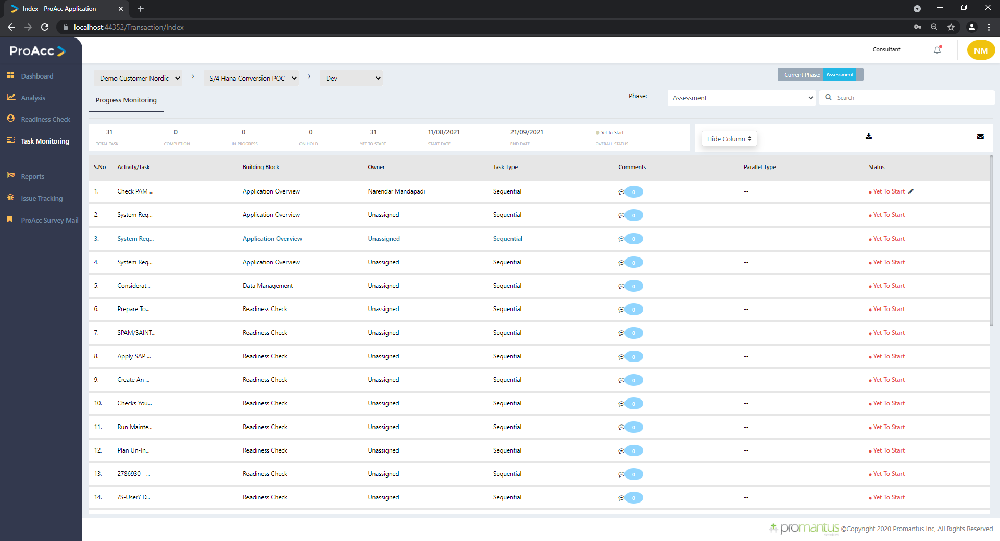 Index - ProAcc Application
localhost:44352/Transaction/Index
ProAcc
Consultant
NM
Dashboard
Analysis
Readiness Check
Task Monitoring
Reports
Issue Tracking
ProAcc Survey Mail
Demo Customer Nordic > S/4 Hana Conversion POC > Dev
Current Phase: Assessment
Progress Monitoring
Phase: Assessment Search
31 0 0 0 31 11/08/2021 21/09/2021 Yet To Start
TOTAL TASK COMPLETION IN PROGRESS ON HOLD YET TO START START DATE END DATE OVERALL STATUS
Hide Column
S.No Activity/Task Building Block Owner Task Type Comments Parallel Type Status
1. Check PAM ... Application Overview Narendar Mandapadi Sequential 0 -- Yet To Start
2. System Req... Application Overview Unassigned Sequential 0 -- Yet To Start
3. System Req... Application Overview Unassigned Sequential 0 -- Yet To Start
4. System Req... Application Overview Unassigned Sequential 0 -- Yet To Start
5. Considerat... Data Management Unassigned Sequential 0 -- Yet To Start
6. Prepare To... Readiness Check Unassigned Sequential 0 -- Yet To Start
7. SPAM/SAINT... Readiness Check Unassigned Sequential 0 -- Yet To Start
8. Apply SAP ... Readiness Check Unassigned Sequential 0 -- Yet To Start
9. Create An ... Readiness Check Unassigned Sequential 0 -- Yet To Start
10. Checks You... Readiness Check Unassigned Sequential 0 -- Yet To Start
11. Run Mainte... Readiness Check Unassigned Sequential 0 -- Yet To Start
12. Plan Un-In... Readiness Check Unassigned Sequential 0 -- Yet To Start
13. 2786930 - ... Readiness Check Unassigned Sequential 0 -- Yet To Start
14. ?S-User? D... Readiness Check Unassigned Sequential 0 -- Yet To Start
promantus services ©Copyright 2020 Promantus Inc, All Rights Reserved